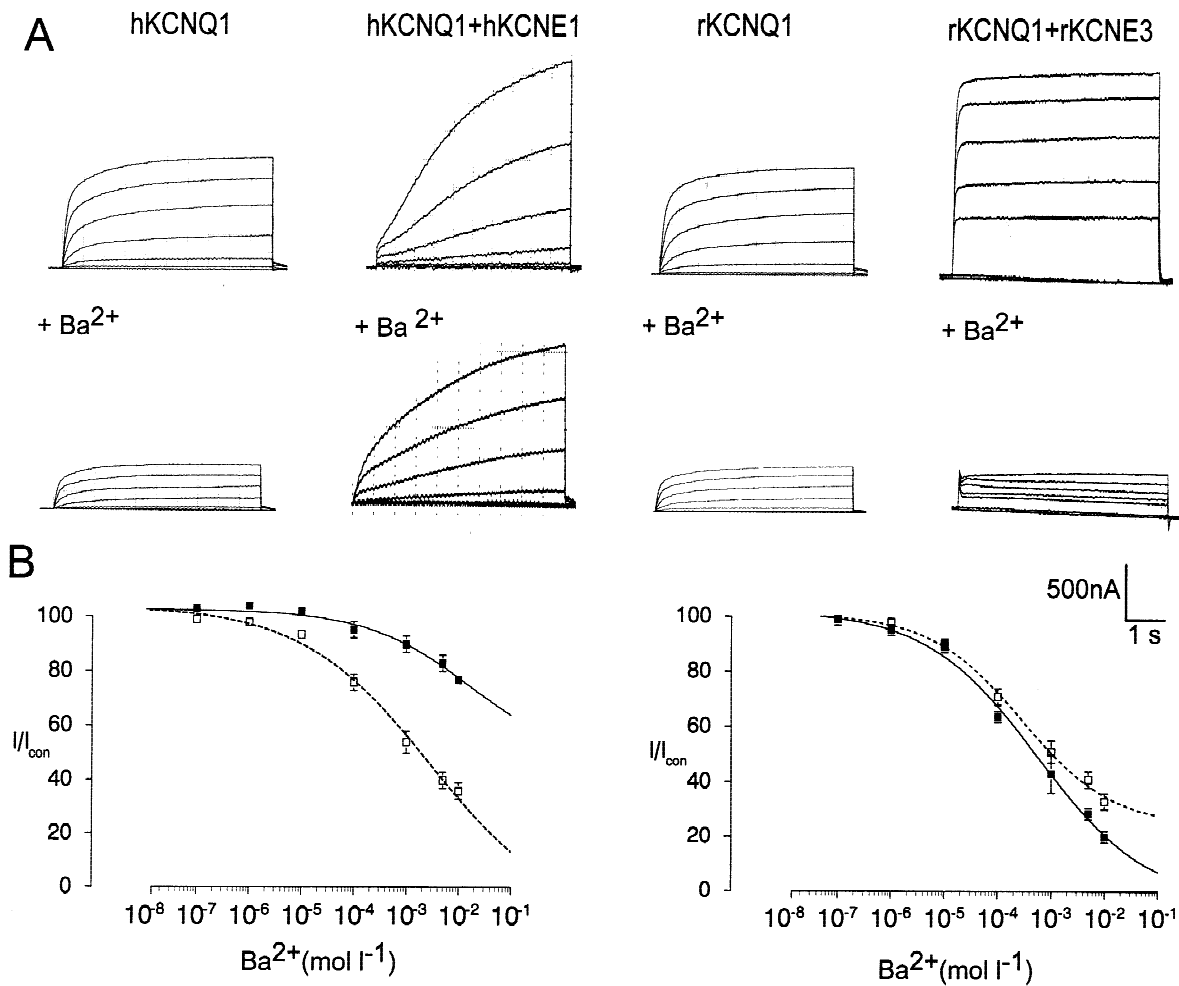 A
hKCNQ1 hKCNQ1+hKCNE1 rKCNQ1 rKCNQ1+rKCNE3
+ Ba2+ + Ba 2+ + Ba2+ + Ba2+
B
500nA
1 s
100
80
60
40
20
0
I/Icon
10-8 10-7 10-6 10-5 10-4 10-3 10-2 10-1
Ba2+(mol l-1)
100
80
60
40
20
0
I/Icon
10-8 10-7 10-6 10-5 10-4 10-3 10-2 10-1
Ba2+(mol l-1)